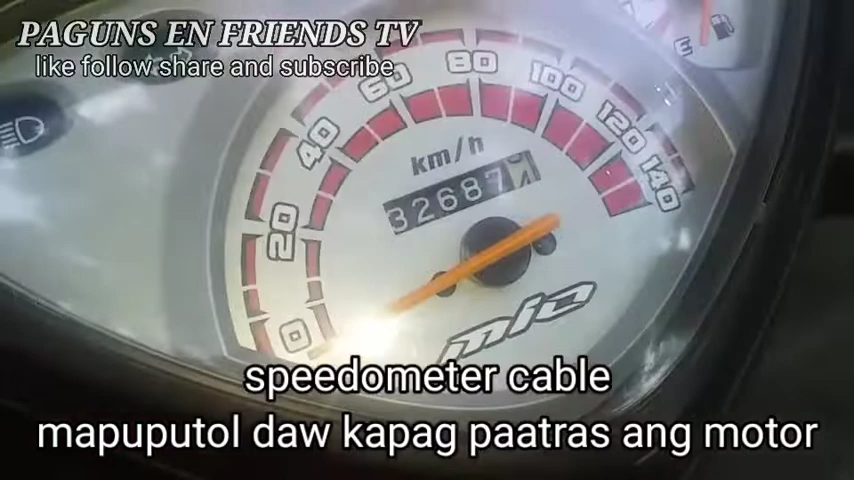 PAGUNS EN FRIENDS TV
like follow share and subscribe
0
20
40
60
80
100
120
140
E
km/h
32687
mio
speedometer cable
mapuputol daw kapag paatras ang motor